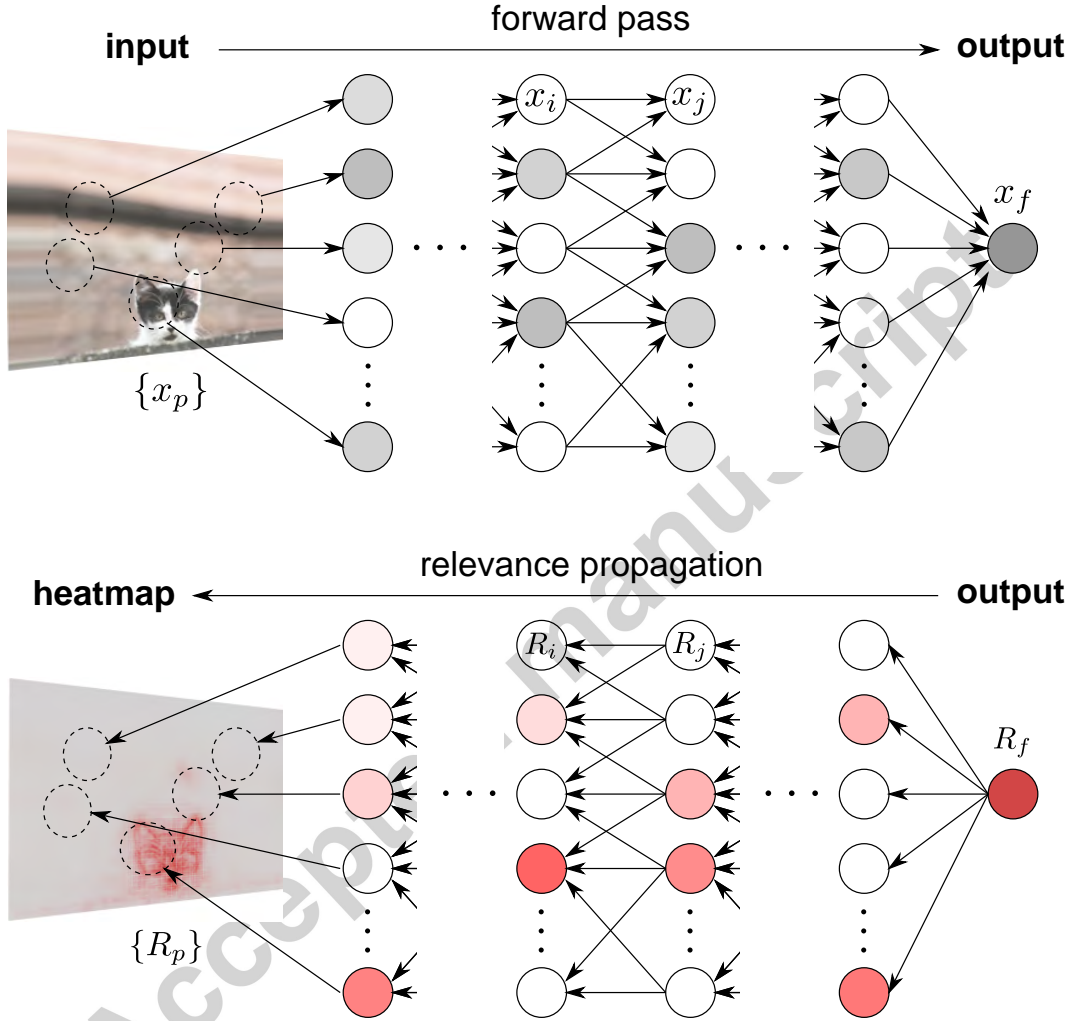 forward pass
input output
x_i x_j
x_f
. . . . . .
{x_p}
relevance propagation
heatmap output
R_i R_j
R_f
. . . . . .
{R_p}
Accepted manuscript